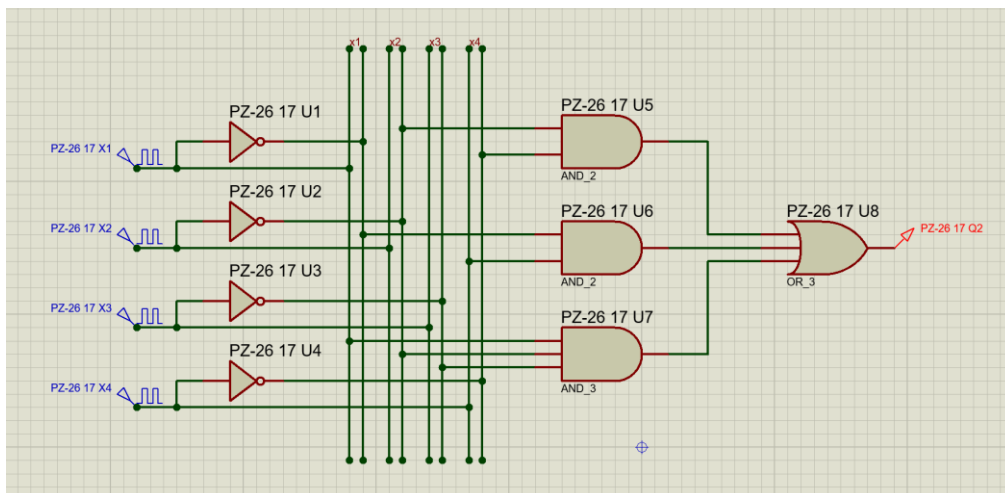 x1 x2 x3 x4
PZ-26 17 U1
PZ-26 17 X1
PZ-26 17 U2
PZ-26 17 X2
PZ-26 17 U3
PZ-26 17 X3
PZ-26 17 U4
PZ-26 17 X4
PZ-26 17 U5
AND_2
PZ-26 17 U6
AND_2
PZ-26 17 U7
AND_3
PZ-26 17 U8
OR_3
PZ-26 17 Q2